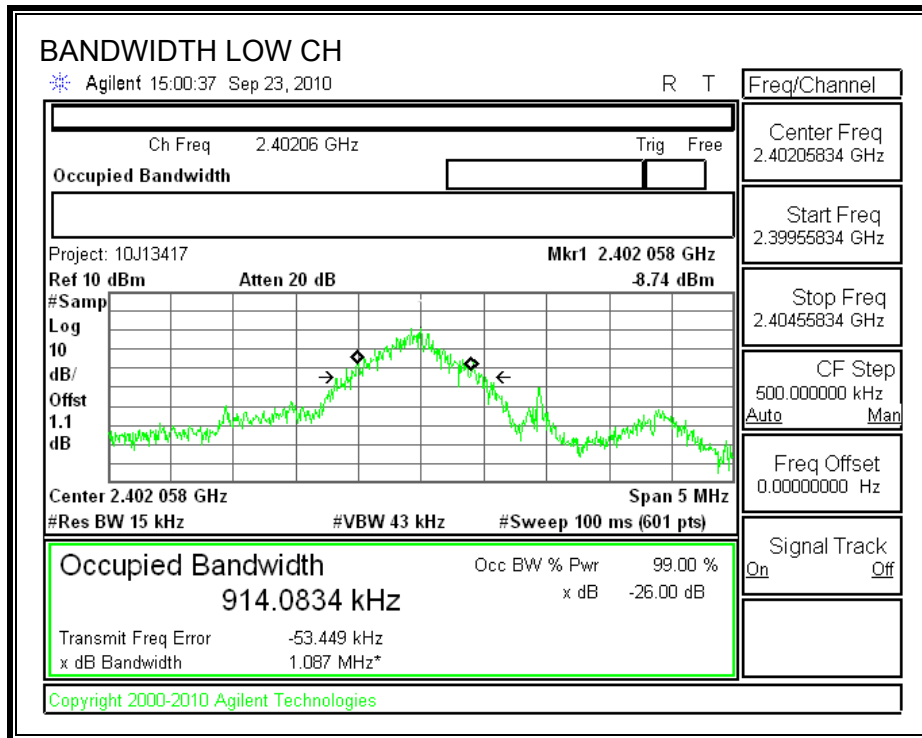 BANDWIDTH LOW CH
Agilent 15:00:37 Sep 23, 2010 R T
Freq/Channel
Ch Freq 2.40206 GHz Trig Free
Occupied Bandwidth
Project: 10J13417 Mkr1 2.402 058 GHz
Ref 10 dBm Atten 20 dB -8.74 dBm
#Samp
Log
10
dB/
Offst
1.1
dB
Center 2.402 058 GHz Span 5 MHz
#Res BW 15 kHz #VBW 43 kHz #Sweep 100 ms (601 pts)
Occupied Bandwidth Occ BW % Pwr 99.00 %
914.0834 kHz x dB -26.00 dB
Transmit Freq Error -53.449 kHz
x dB Bandwidth 1.087 MHz*
Copyright 2000-2010 Agilent Technologies
Center Freq
2.40205834 GHz
Start Freq
2.39955834 GHz
Stop Freq
2.40455834 GHz
CF Step
500.000000 kHz
Auto Man
Freq Offset
0.00000000 Hz
Signal Track
On Off